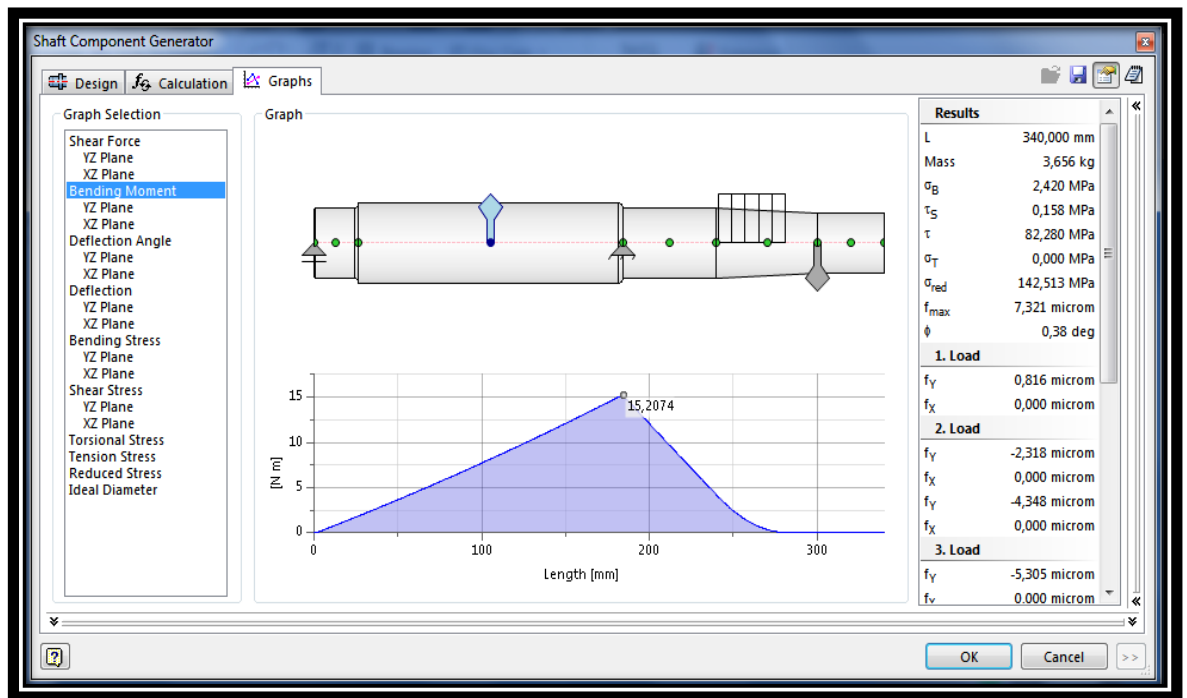 Shaft Component Generator
Design
Calculation
Graphs
Graph Selection
Shear Force
YZ Plane
XZ Plane
Bending Moment
YZ Plane
XZ Plane
Deflection Angle
YZ Plane
XZ Plane
Deflection
YZ Plane
XZ Plane
Bending Stress
YZ Plane
XZ Plane
Shear Stress
YZ Plane
XZ Plane
Torsional Stress
Tension Stress
Reduced Stress
Ideal Diameter
Graph
15
10
5
0
[N m]
15,2074
0 100 200 300
Length [mm]
Results
L 340,000 mm
Mass 3,656 kg
σB 2,420 MPa
τS 0,158 MPa
τ 82,280 MPa
σT 0,000 MPa
σred 142,513 MPa
fmax 7,321 microm
ϕ 0,38 deg
1. Load
fY 0,816 microm
fX 0,000 microm
2. Load
fY -2,318 microm
fX 0,000 microm
fY -4,348 microm
fX 0,000 microm
3. Load
fY -5,305 microm
0.000 microm
OK
Cancel
>>